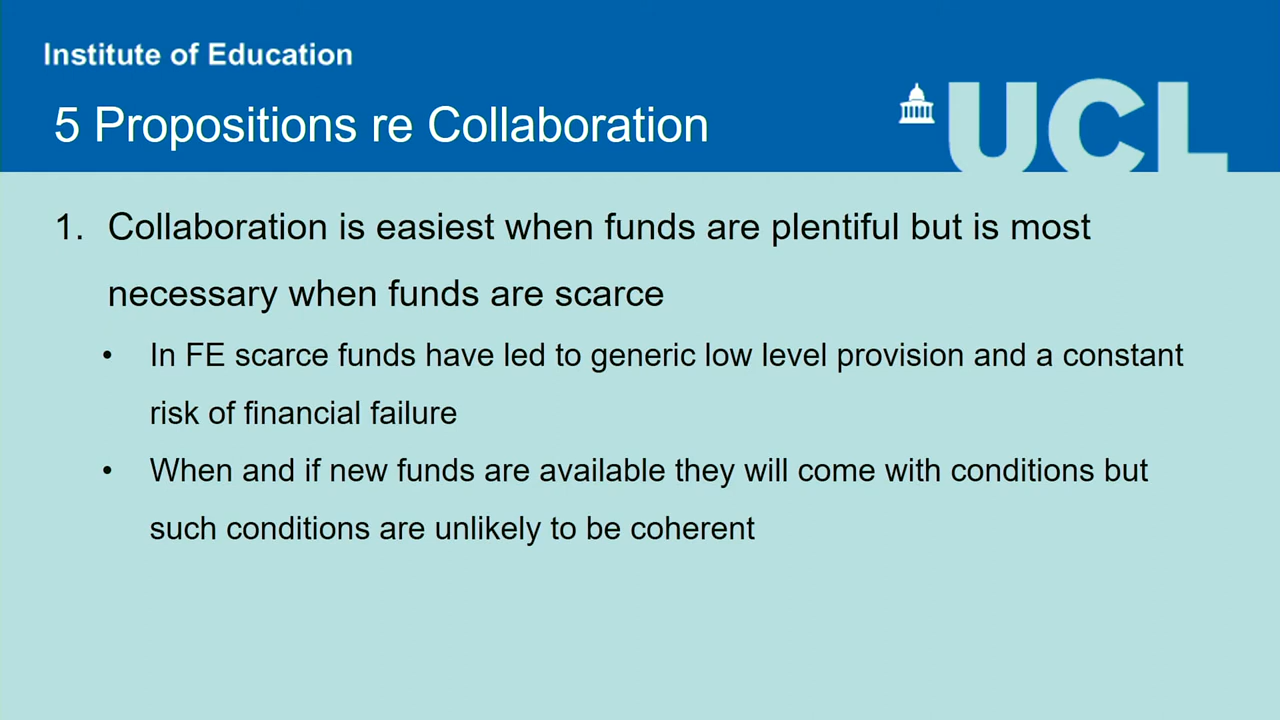 Institute of Education
5 Propositions re Collaboration
UCL
1. Collaboration is easiest when funds are plentiful but is most
necessary when funds are scarce
• In FE scarce funds have led to generic low level provision and a constant
risk of financial failure
• When and if new funds are available they will come with conditions but
such conditions are unlikely to be coherent